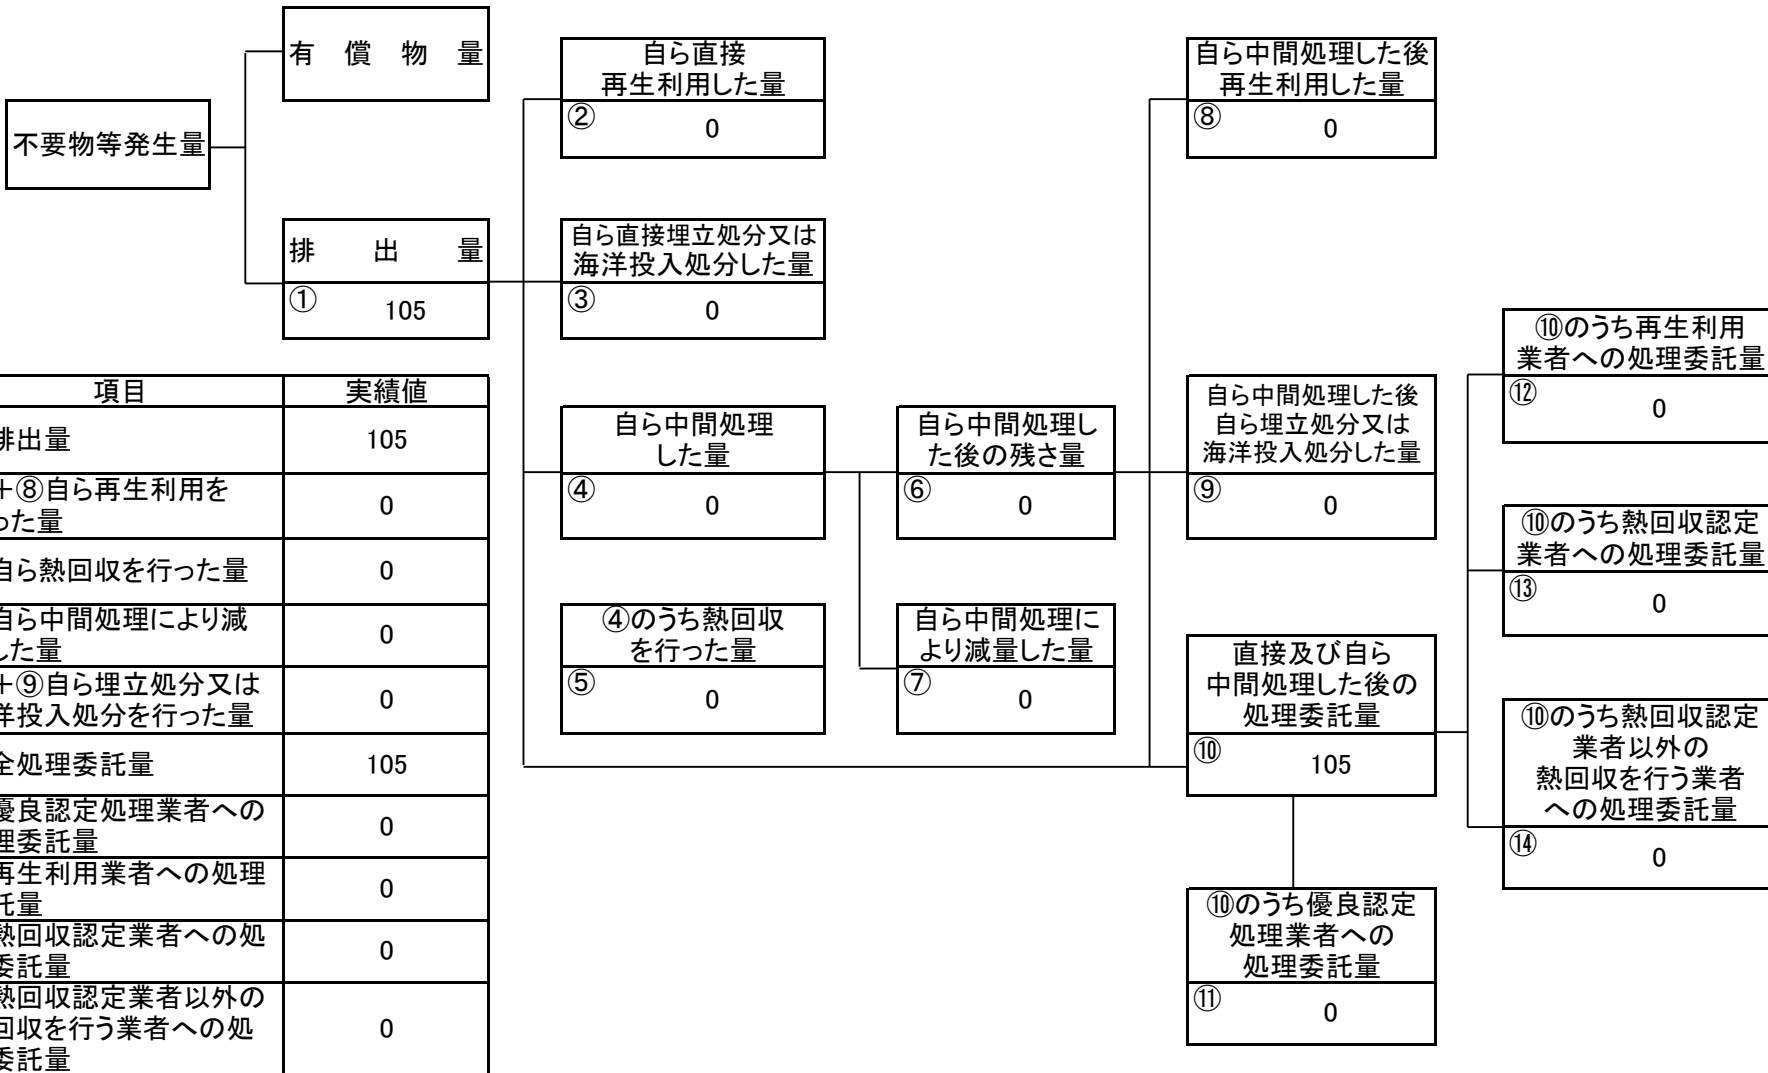 有　償　物　量
不要物等発生量
排　出　量
① 105
自ら直接
再生利用した量
② 0
自ら直接埋立処分又は
海洋投入処分した量
③ 0
自ら中間処理
した量
④ 0
④のうち熱回収
を行った量
⑤ 0
自ら中間処理し
た後の残さ量
⑥ 0
自ら中間処理に
より減量した量
⑦ 0
自ら中間処理した後
再生利用した量
⑧ 0
自ら中間処理した後
自ら埋立処分又は
海洋投入処分した量
⑨ 0
直接及び自ら
中間処理した後の
処理委託量
⑩ 105
⑩のうち優良認定
処理業者への
処理委託量
⑪ 0
⑩のうち再生利用
業者への処理委託量
⑫ 0
⑩のうち熱回収認定
業者への処理委託量
⑬ 0
⑩のうち熱回収認定
業者以外の
熱回収を行う業者
への処理委託量
⑭ 0
項目 実績値
排出量 105
＋⑧自ら再生利用を
った量 0
自ら熱回収を行った量 0
自ら中間処理により減
した量 0
＋⑨自ら埋立処分又は
洋投入処分を行った量 0
全処理委託量 105
優良認定処理業者への
理委託量 0
再生利用業者への処理
託量 0
熱回収認定業者への処
委託量 0
熱回収認定業者以外の
回収を行う業者への処
委託量 0